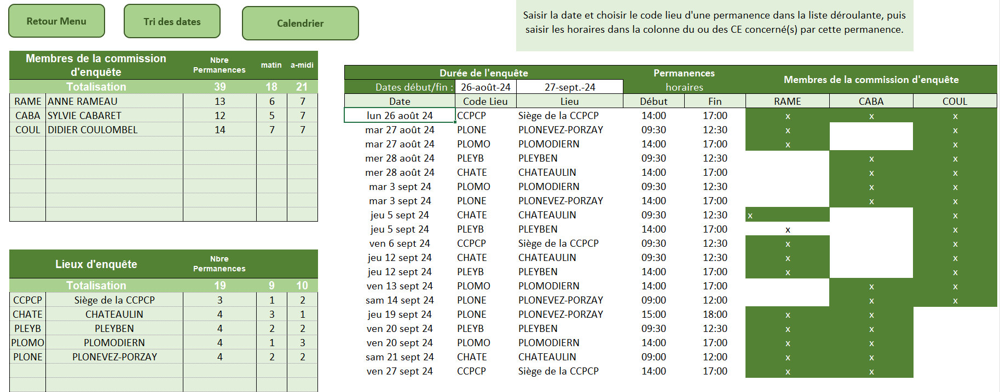 Retour Menu
Tri des dates
Calendrier
Saisir la date et choisir le code lieu d'une permanence dans la liste déroulante, puis
saisir les horaires dans la colonne du ou des CE concerné(s) par cette permanence.
Membres de la commission d'enquête Nbre Permanences matin a-midi
Totalisation 39 18 21
RAME ANNE RAMEAU 13 6 7
CABA SYLVIE CABARET 12 5 7
COUL DIDIER COULOMBEL 14 7 7
Lieux d'enquête Nbre Permanences
Totalisation 19 9 10
CCPCP Siège de la CCPCP 3 1 2
CHATE CHATEAULIN 4 3 1
PLEYB PLEYBEN 4 2 2
PLOMO PLOMODIERN 4 1 3
PLONE PLONEVEZ-PORZAY 4 2 2
Durée de l'enquête Permanences Membres de la commission d'enquête
Dates début/fin : 26-août-24 27-sept.-24 horaires
Date Code Lieu Lieu Début Fin RAME CABA COUL
lun 26 août 24 CCPCP Siège de la CCPCP 14:00 17:00 x x x
mar 27 août 24 PLONE PLONEVEZ-PORZAY 09:30 12:30 x x
mar 27 août 24 PLOMO PLOMODIERN 14:00 17:00 x x
mer 28 août 24 PLEYB PLEYBEN 09:30 12:30 x x
mer 28 août 24 CHATE CHATEAULIN 14:00 17:00 x x
mar 3 sept 24 PLOMO PLOMODIERN 09:30 12:30 x x
mar 3 sept 24 PLONE PLONEVEZ-PORZAY 14:00 17:00 x x
jeu 5 sept 24 CHATE CHATEAULIN 09:30 12:30 x x
jeu 5 sept 24 PLEYB PLEYBEN 14:00 17:00 x x
ven 6 sept 24 CCPCP Siège de la CCPCP 09:30 12:30 x x
jeu 12 sept 24 CHATE CHATEAULIN 09:30 12:30 x x
jeu 12 sept 24 PLEYB PLEYBEN 14:00 17:00 x x
ven 13 sept 24 PLOMO PLOMODIERN 14:00 17:00 x x
sam 14 sept 24 PLONE PLONEVEZ-PORZAY 09:00 12:00 x x
jeu 19 sept 24 PLONE PLONEVEZ-PORZAY 15:00 18:00 x x
ven 20 sept 24 PLEYB PLEYBEN 09:30 12:30 x x
ven 20 sept 24 PLOMO PLOMODIERN 14:00 17:00 x x
sam 21 sept 24 CHATE CHATEAULIN 09:00 12:00 x x
ven 27 sept 24 CCPCP Siège de la CCPCP 14:00 17:00 x x